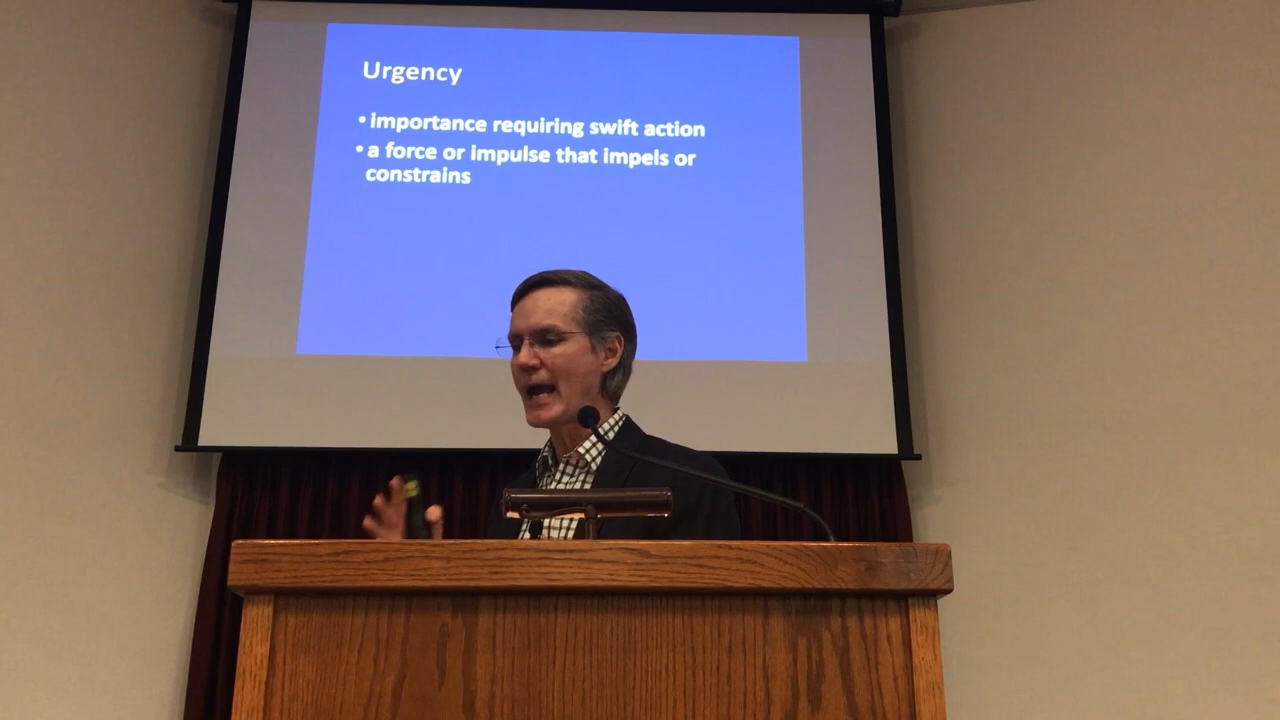 Urgency
• importance requiring swift action
• a force or impulse that impels or
constrains